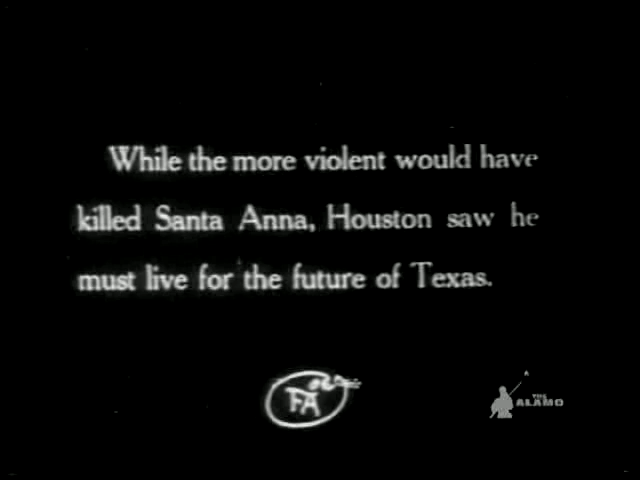 While the more violent would have
killed Santa Anna, Houston saw he
must live for the future of Texas.
FA
THE
ALAMO